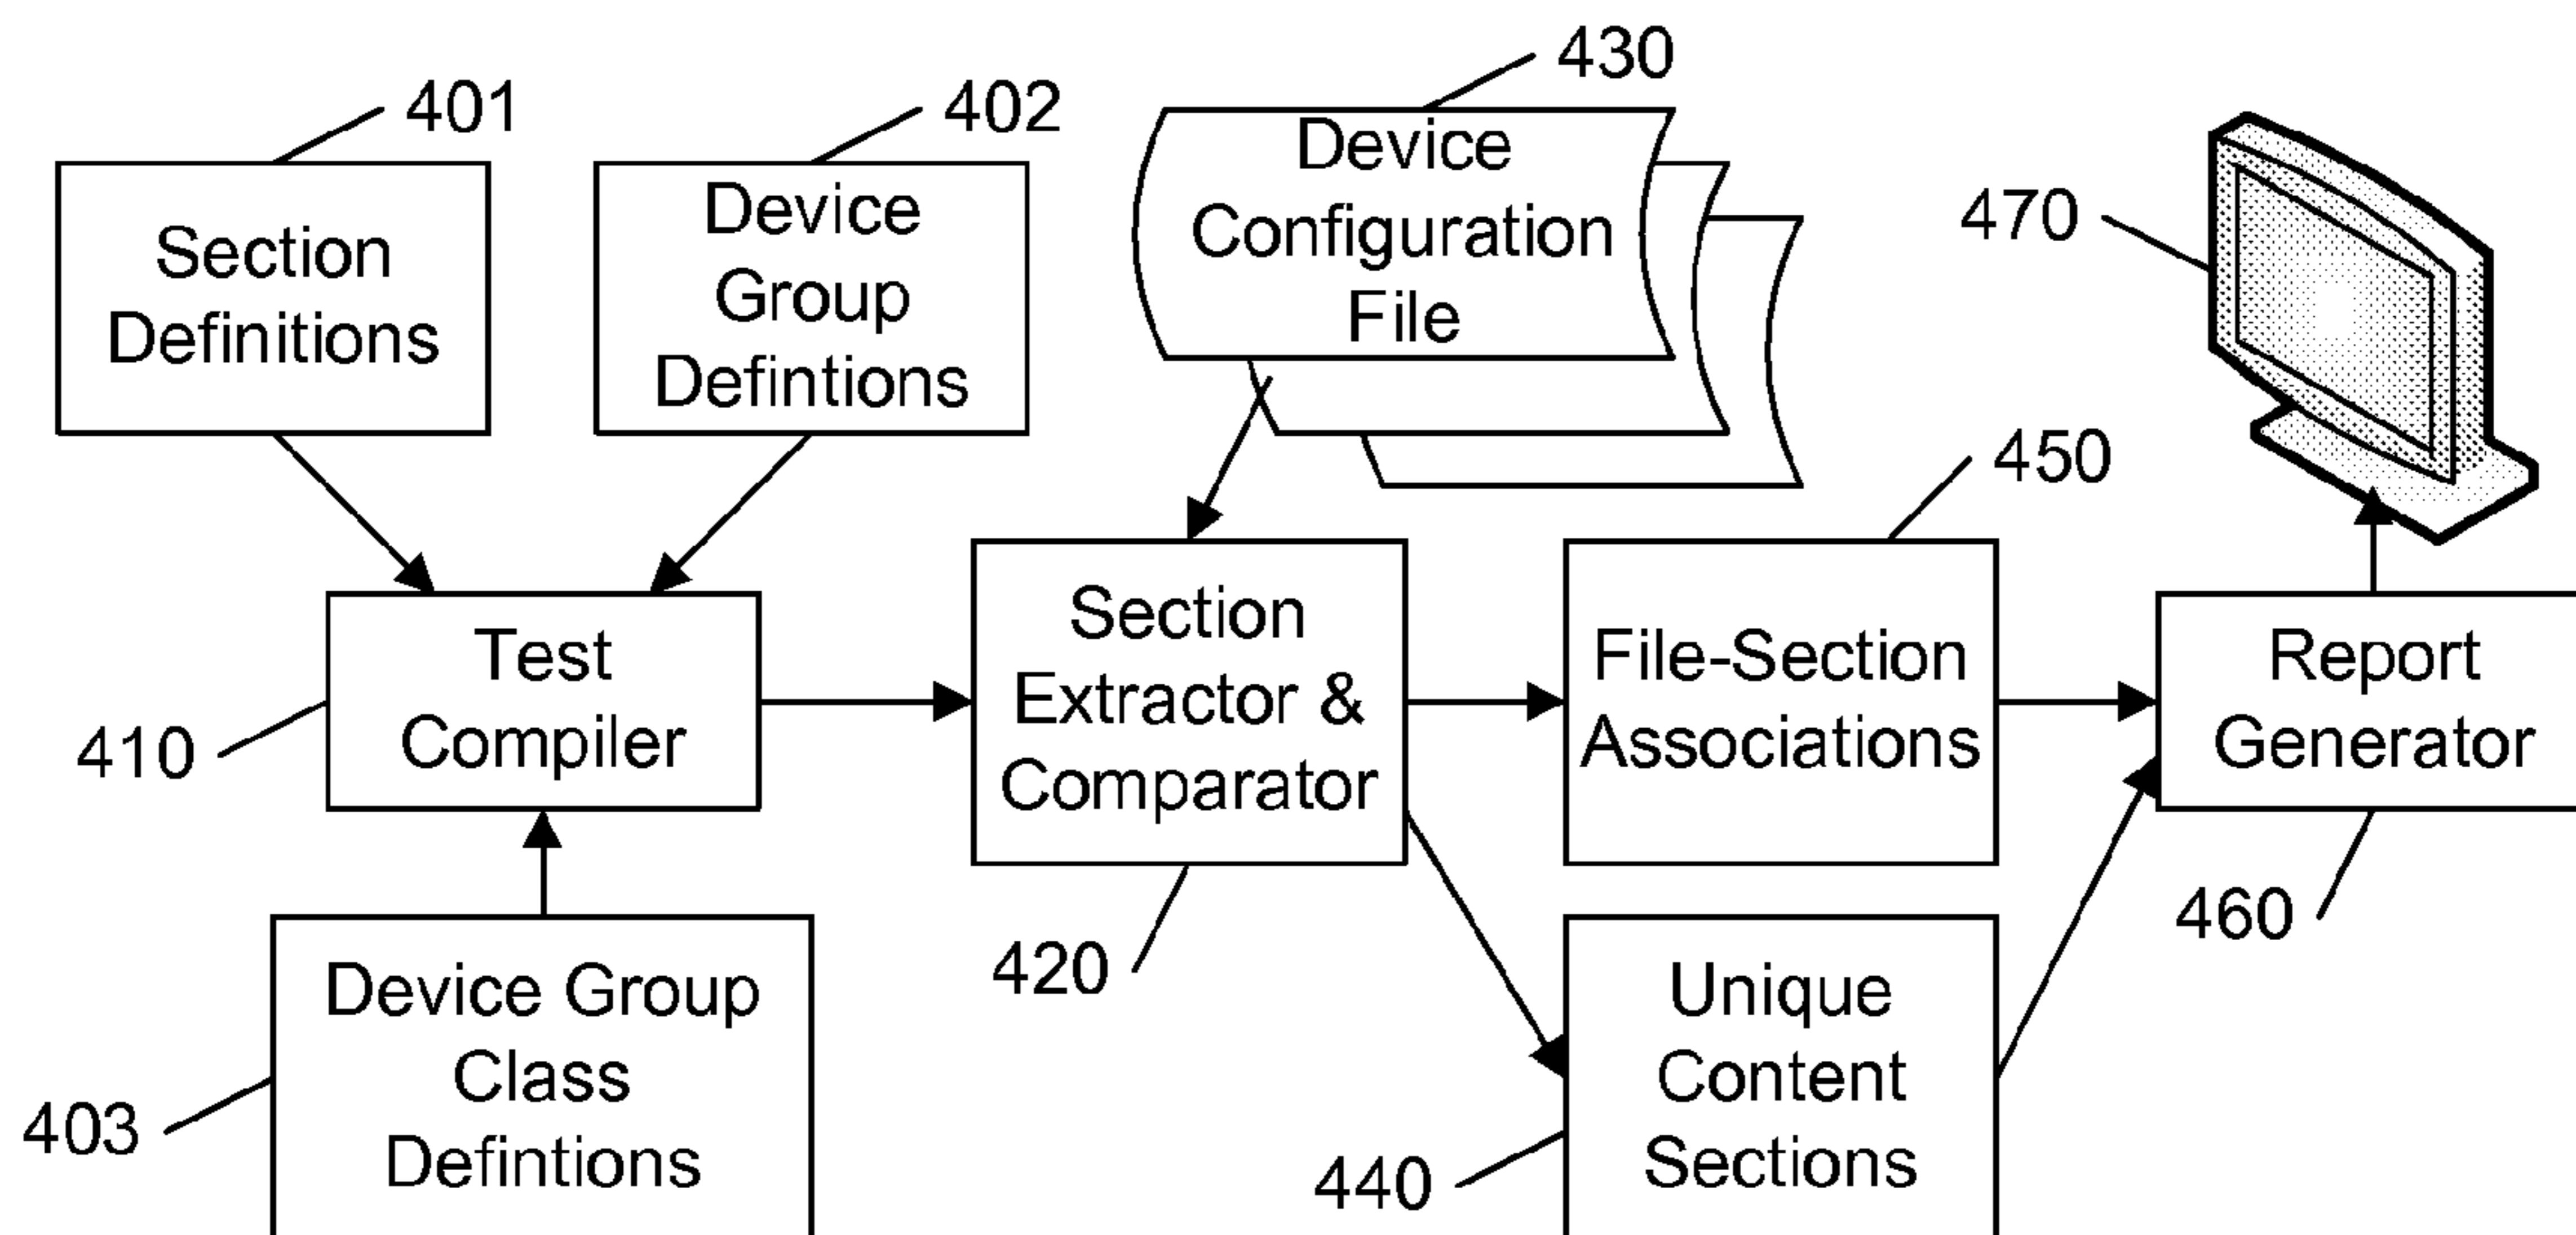 430
401
402
Device
Configuration
File
470
Section
Definitions
Device
Group
Defintions
450
Test
Compiler
410
Section
Extractor &
Comparator
File-Section
Associations
Report
Generator
460
420
Device Group
Class
Defintions
403
Unique
Content
Sections
440